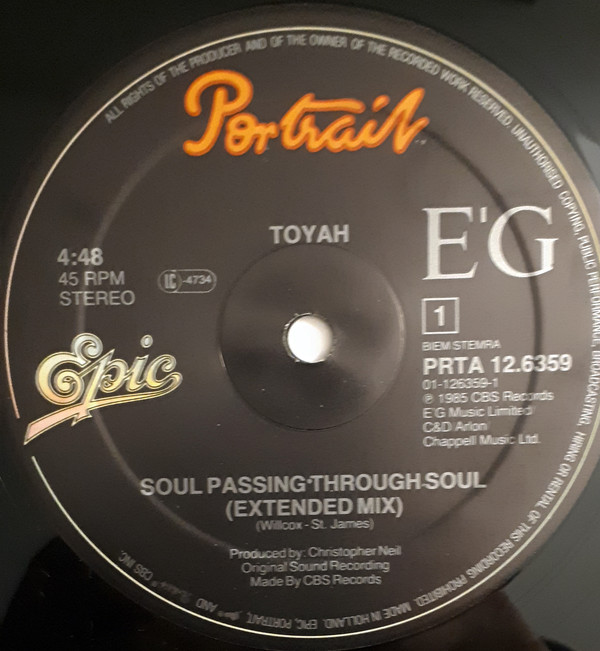 ALL RIGHTS OF THE PRODUCER AND OF THE OWNER OF THE RECORDED WORK RESERVED. UNAUTHORISED COPYING, PUBLIC PERFORMANCE, BROADCASTING, HIRING OR RENTAL OF THIS RECORDING PROHIBITED. MADE IN HOLLAND. EPIC, PORTRAIT,
AND
CBS INC.
Portrait
TOYAH
E'G
4:48
45 RPM
STEREO
LC-4734
1
BIEM STEMRA
PRTA 12.6359
01-126359-1
℗ 1985 CBS Records
E'G Music Limited/
C&D Arlon/
Chappell Music Ltd.
Epic
SOUL PASSING THROUGH SOUL
(EXTENDED MIX)
(Willcox - St. James)
Produced by: Christopher Neil
Original Sound Recording
Made By CBS Records